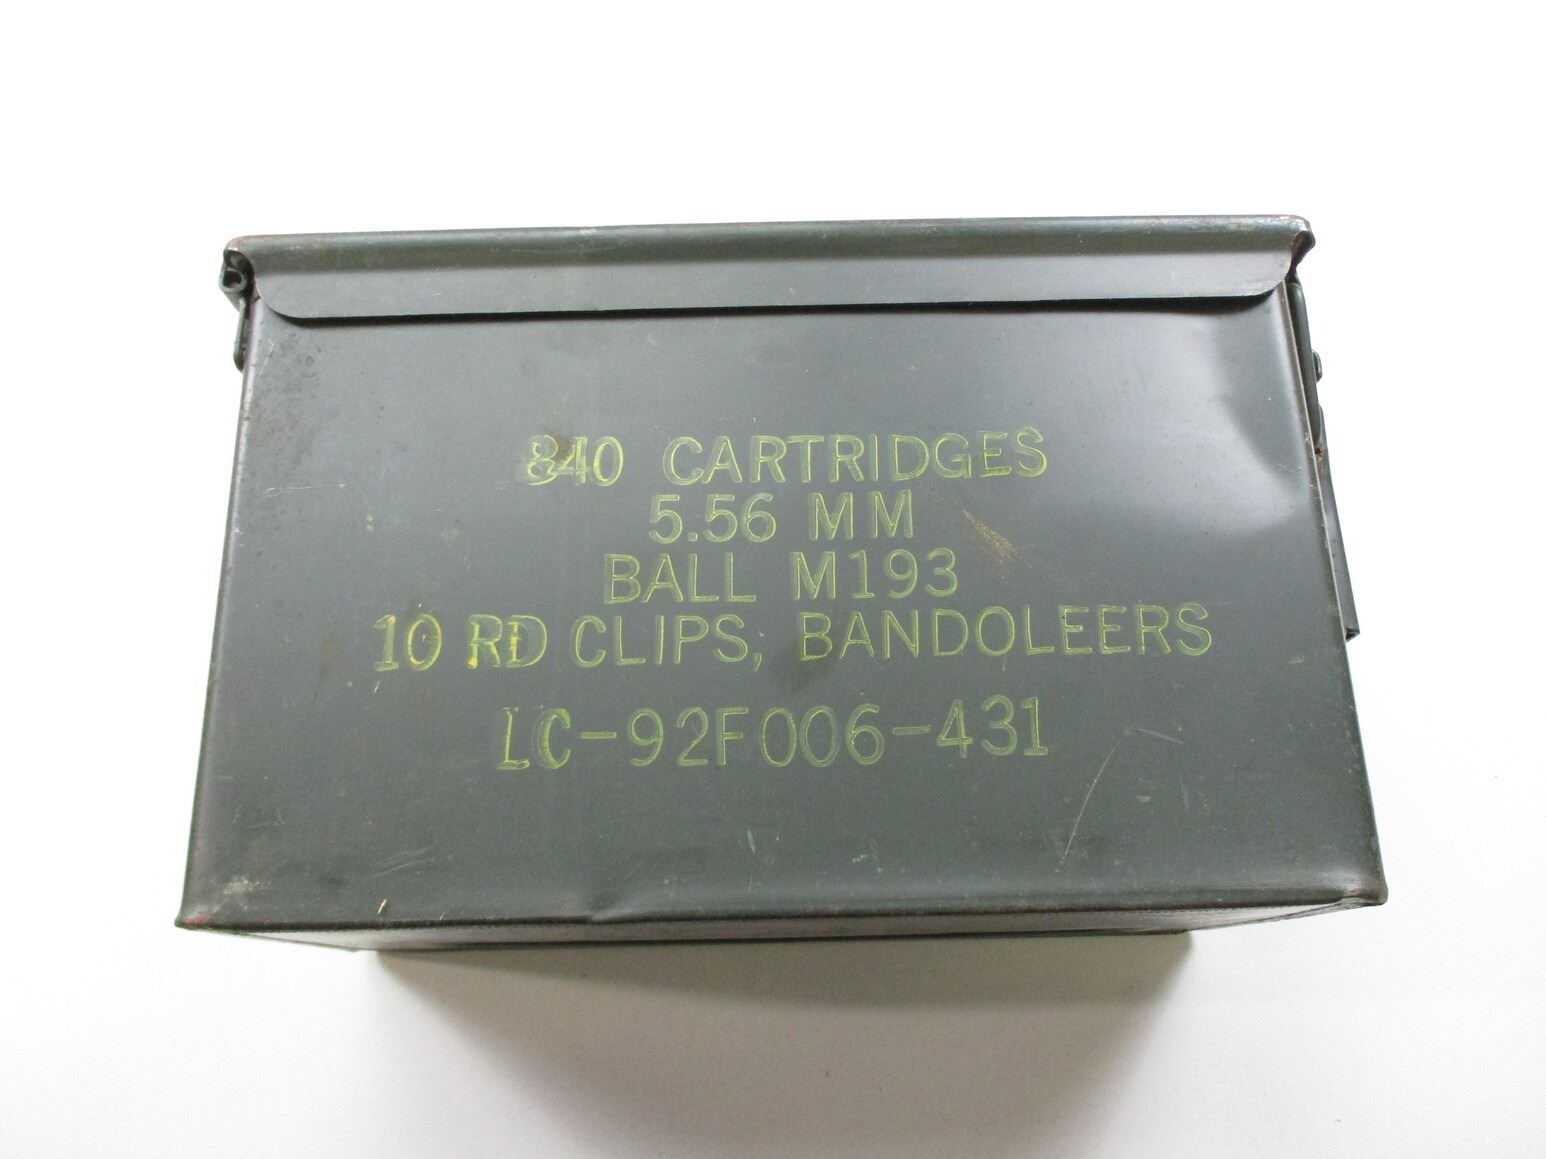 840 CARTRIDGES
5.56 MM
BALL M193
10 RD CLIPS, BANDOLEERS
LC-92F006-431